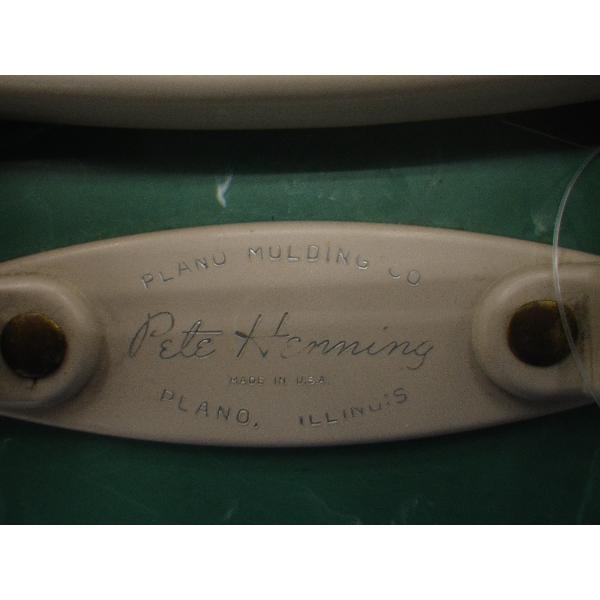 PLANO MOLDING CO
Pete Henning
MADE IN U.S.A.
PLANO, ILLINOIS